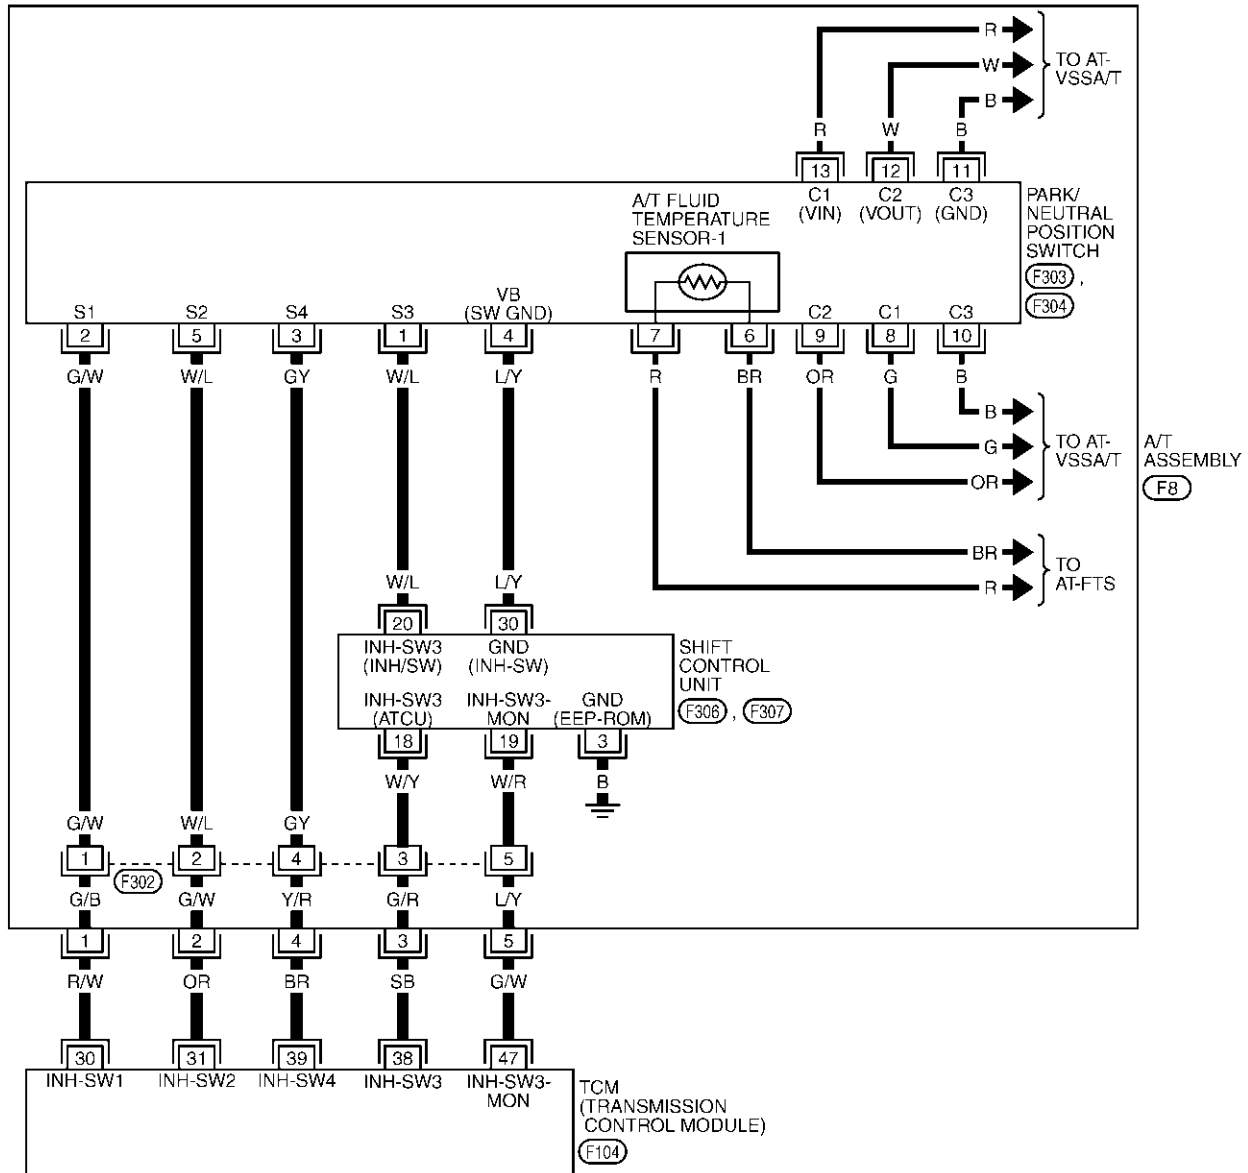 R
W
B
TO AT-
VSSA/T
R W B
13 12 11
C1 C2 C3
(VIN) (VOUT) (GND)
A/T FLUID
TEMPERATURE
SENSOR-1
PARK/
NEUTRAL
POSITION
SWITCH
F303 ,
F304
S1 S2 S4 S3 VB
(SW GND)
C2 C1 C3
2 5 3 1 4 7 6 9 8 10
G/W W/L GY W/L L/Y R BR OR G B
B
G
OR
TO AT-
VSSA/T
A/T
ASSEMBLY
F8
BR
R
TO
AT-FTS
W/L L/Y
20 30
INH-SW3 GND
(INH/SW) (INH-SW)
SHIFT
CONTROL
UNIT
F306 , F307
INH-SW3 INH-SW3- GND
(ATCU) MON (EEP-ROM)
18 19 3
W/Y W/R B
G/W W/L GY
1 2 4 3 5
F302
G/B G/W Y/R G/R L/Y
1 2 4 3 5
R/W OR BR SB G/W
30 31 39 38 47
INH-SW1 INH-SW2 INH-SW4 INH-SW3 INH-SW3-
MON
TCM
(TRANSMISSION
CONTROL MODULE)
F104